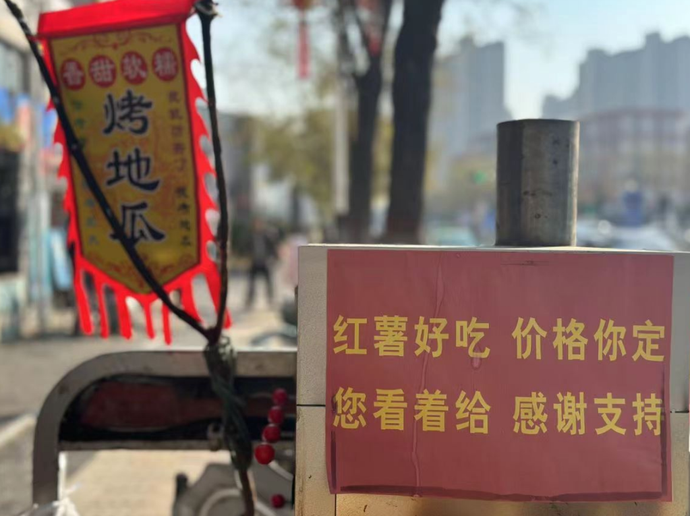 香甜软糯
烤地瓜
红薯好吃 价格你定
您看着给 感谢支持